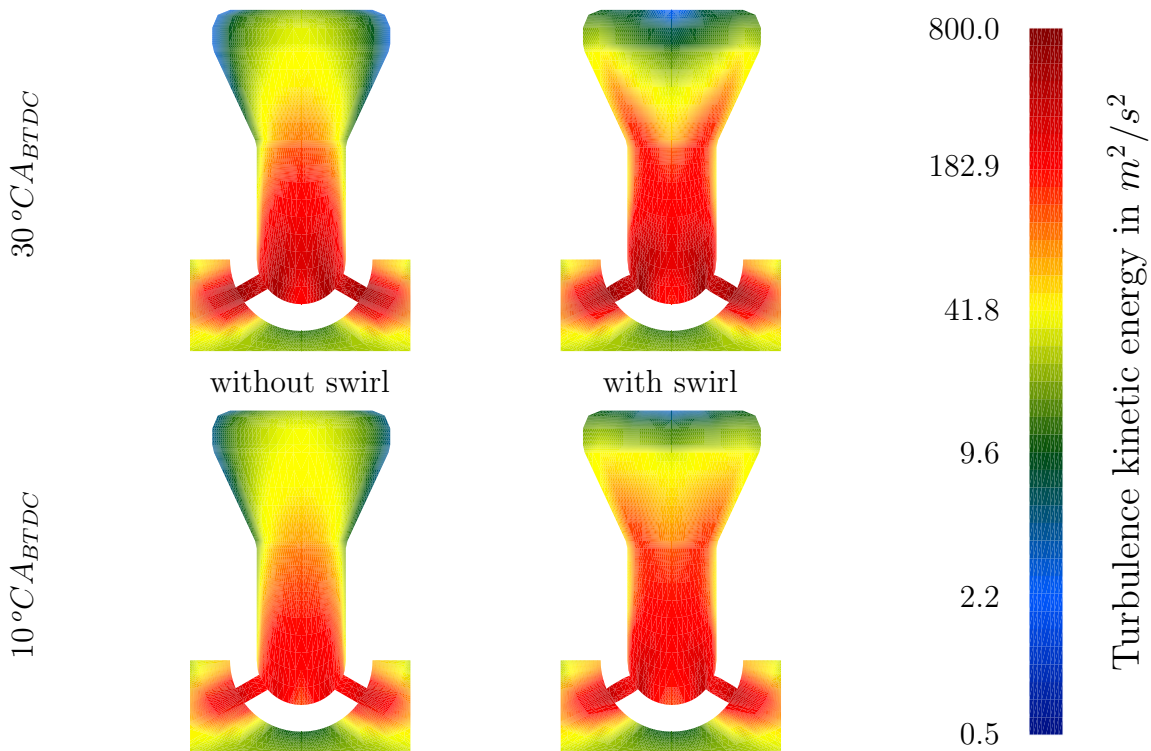 30 °CA_BTDC
without swirl
with swirl
10 °CA_BTDC
800.0
182.9
41.8
9.6
2.2
0.5
Turbulence kinetic energy in m²/s²